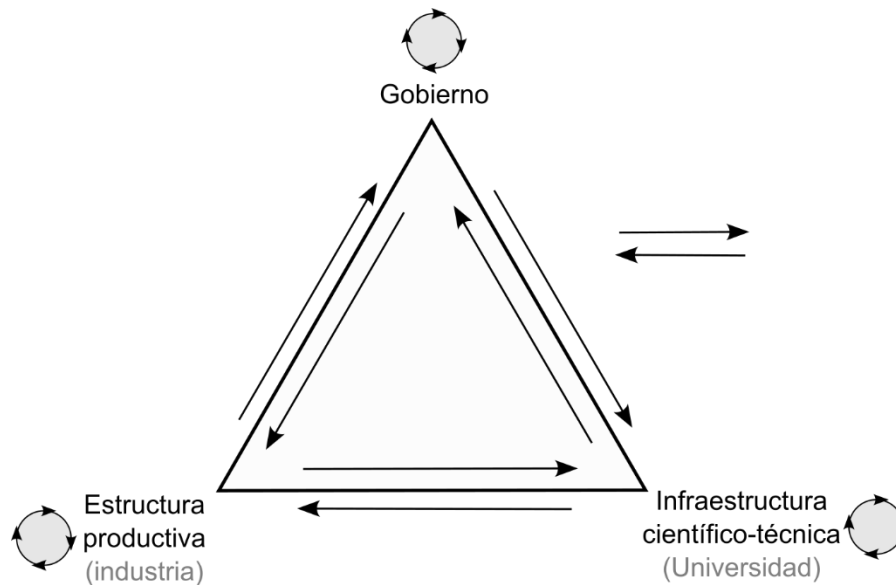 Gobierno
Estructura
productiva
(industria)
Infraestructura
científico-técnica
(Universidad)